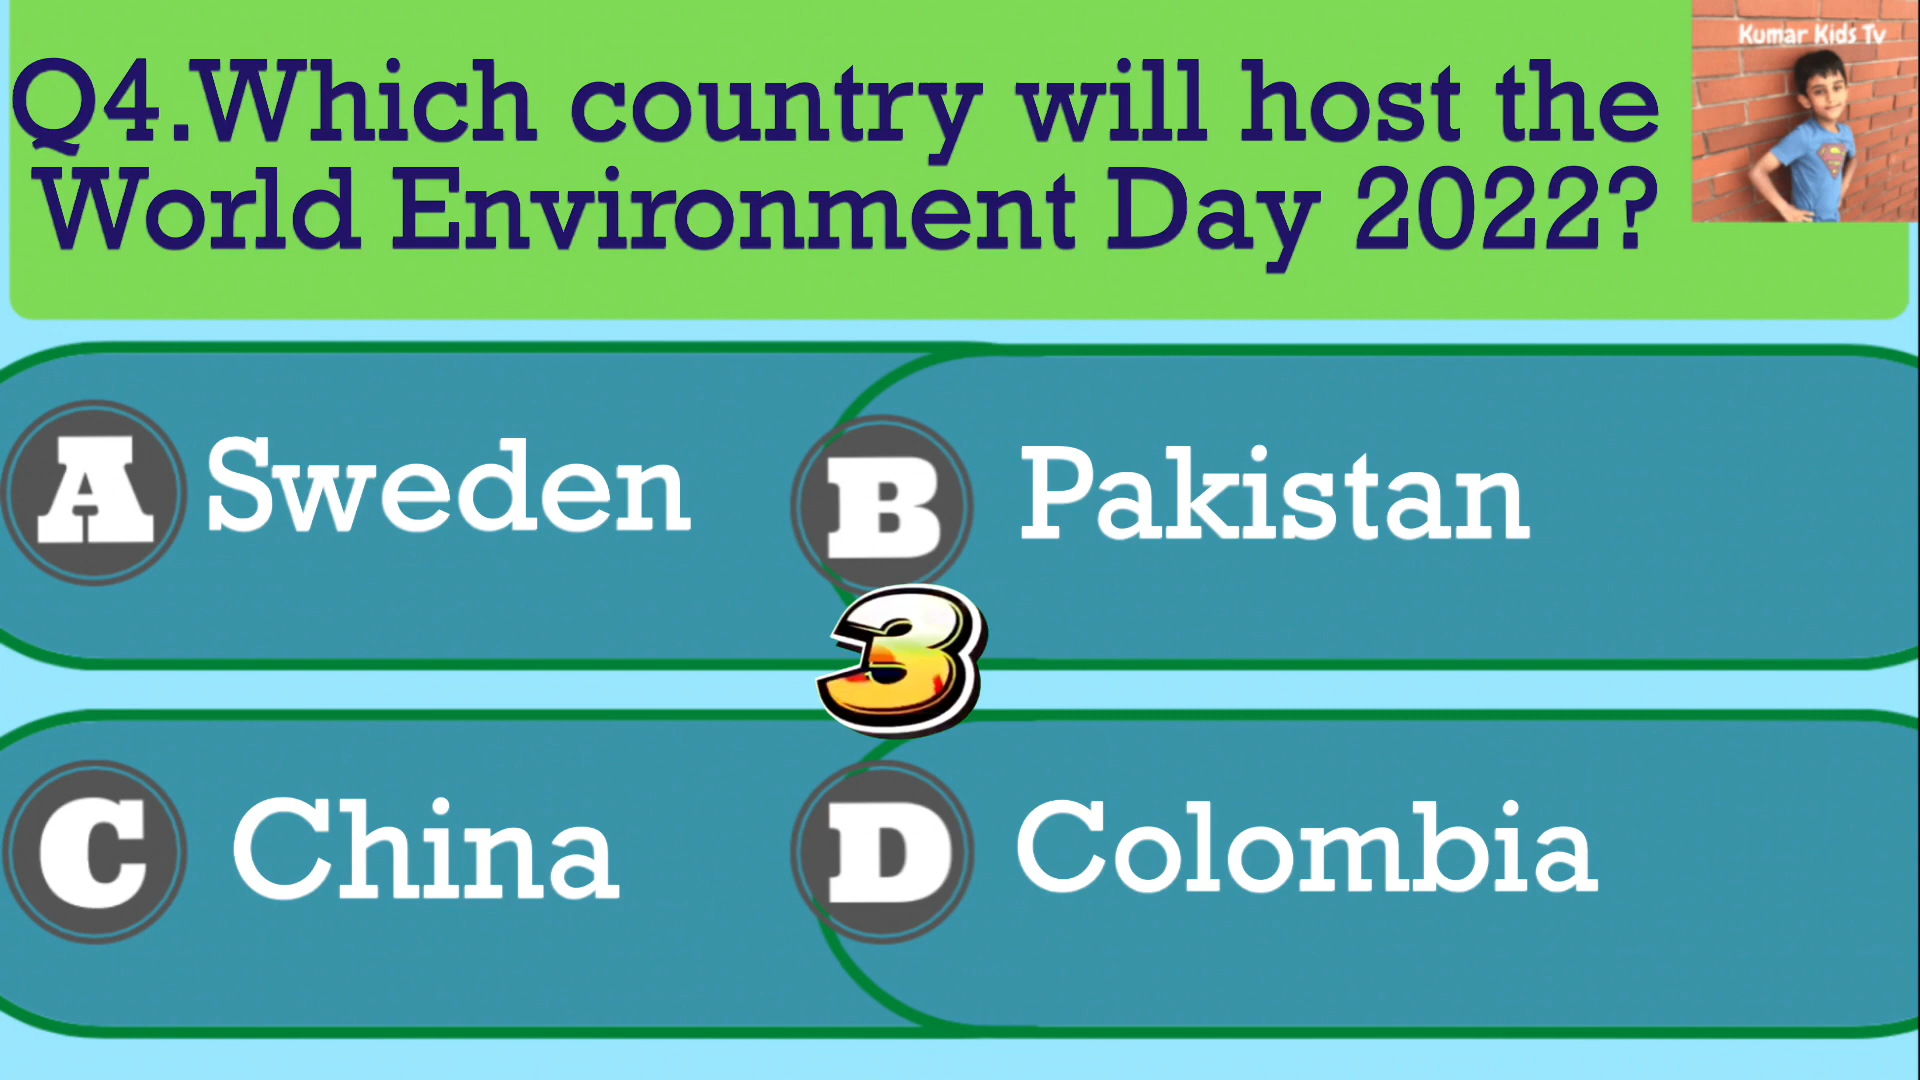 Kumar Kids Tv
Q4.Which country will host the
World Environment Day 2022?
A Sweden
B Pakistan
3
C China
D Colombia